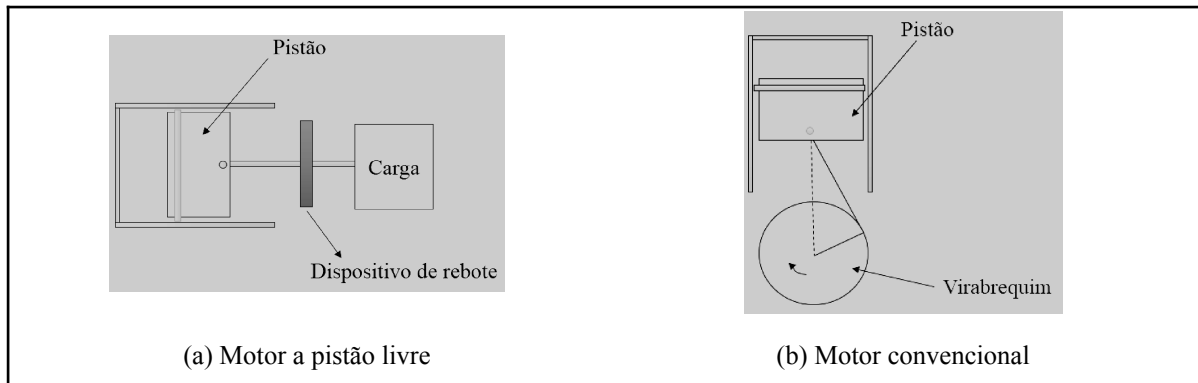 Pistão
Carga
Dispositivo de rebote
(a) Motor a pistão livre
Pistão
Virabrequim
(b) Motor convencional